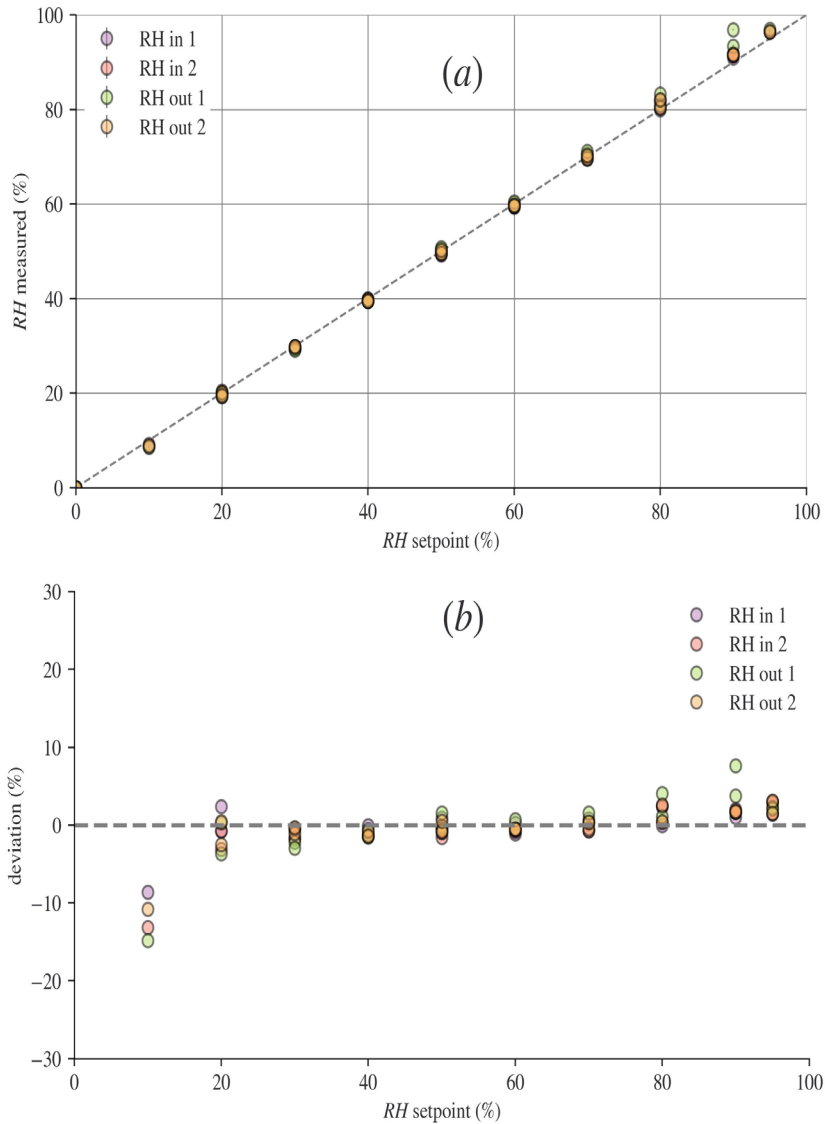 100
80
60
40
20
0
RH measured (%)
(a)
RH in 1
RH in 2
RH out 1
RH out 2
0 20 40 60 80 100
RH setpoint (%)
30
20
10
0
−10
−20
−30
deviation (%)
(b)
RH in 1
RH in 2
RH out 1
RH out 2
0 20 40 60 80 100
RH setpoint (%)